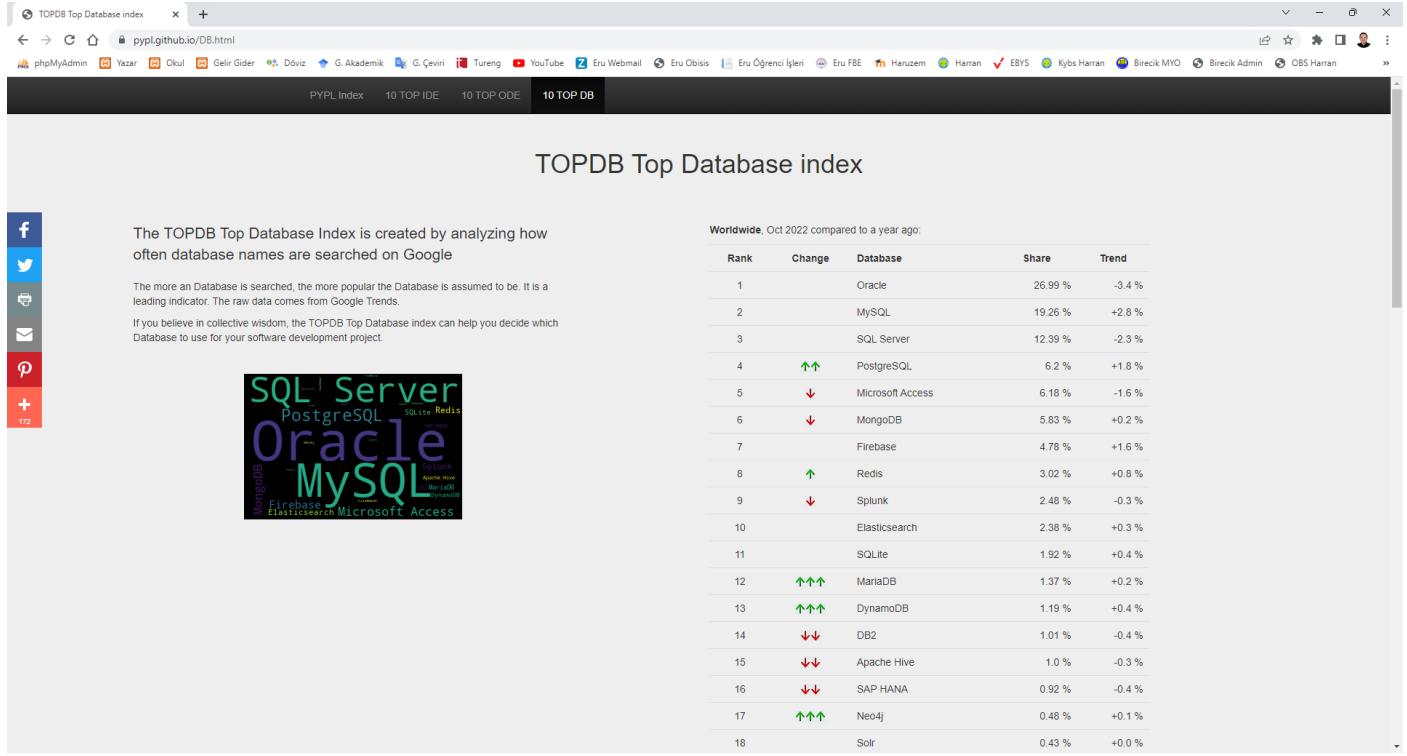 TOPDB Top Database index
pypl.github.io/DB.html
phpMyAdmin Yazar Okul Gelir Gider Döviz G. Akademik G. Çeviri Tureng YouTube Eru Webmail Eru Obisis Eru Öğrenci İşleri Eru FBE Haruzem Harran EBYS Kybs Harran Birecik MYO Birecik Admin OBS Harran »
PYPL Index 10 TOP IDE 10 TOP ODE 10 TOP DB
TOPDB Top Database index
The TOPDB Top Database Index is created by analyzing how
often database names are searched on Google
The more an Database is searched, the more popular the Database is assumed to be. It is a
leading indicator. The raw data comes from Google Trends.
If you believe in collective wisdom, the TOPDB Top Database index can help you decide which
Database to use for your software development project.
172
SQL Server
PostgreSQL SQLite Redis
Oracle
MongoDB MySQL Splunk
Apache Hive
MariaDB
DynamoDB
Firebase
Elasticsearch Microsoft Access
Worldwide, Oct 2022 compared to a year ago:
Rank Change Database Share Trend
1 Oracle 26.99 % -3.4 %
2 MySQL 19.26 % +2.8 %
3 SQL Server 12.39 % -2.3 %
4 ↑↑ PostgreSQL 6.2 % +1.8 %
5 ↓ Microsoft Access 6.18 % -1.6 %
6 ↓ MongoDB 5.83 % +0.2 %
7 Firebase 4.78 % +1.6 %
8 ↑ Redis 3.02 % +0.8 %
9 ↓ Splunk 2.48 % -0.3 %
10 Elasticsearch 2.38 % +0.3 %
11 SQLite 1.92 % +0.4 %
12 ↑↑↑ MariaDB 1.37 % +0.2 %
13 ↑↑↑ DynamoDB 1.19 % +0.4 %
14 ↓↓ DB2 1.01 % -0.4 %
15 ↓↓ Apache Hive 1.0 % -0.3 %
16 ↓↓ SAP HANA 0.92 % -0.4 %
17 ↑↑↑ Neo4j 0.48 % +0.1 %
18 Solr 0.43 % +0.0 %